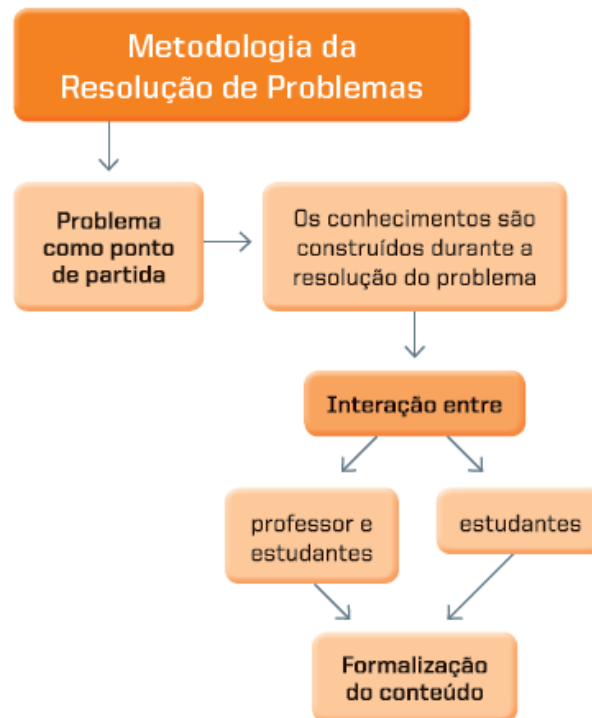 Metodologia da
Resolução de Problemas
Problema
como ponto
de partida
Os conhecimentos são
construídos durante a
resolução do problema
Interação entre
professor e
estudantes
estudantes
Formalização
do conteúdo